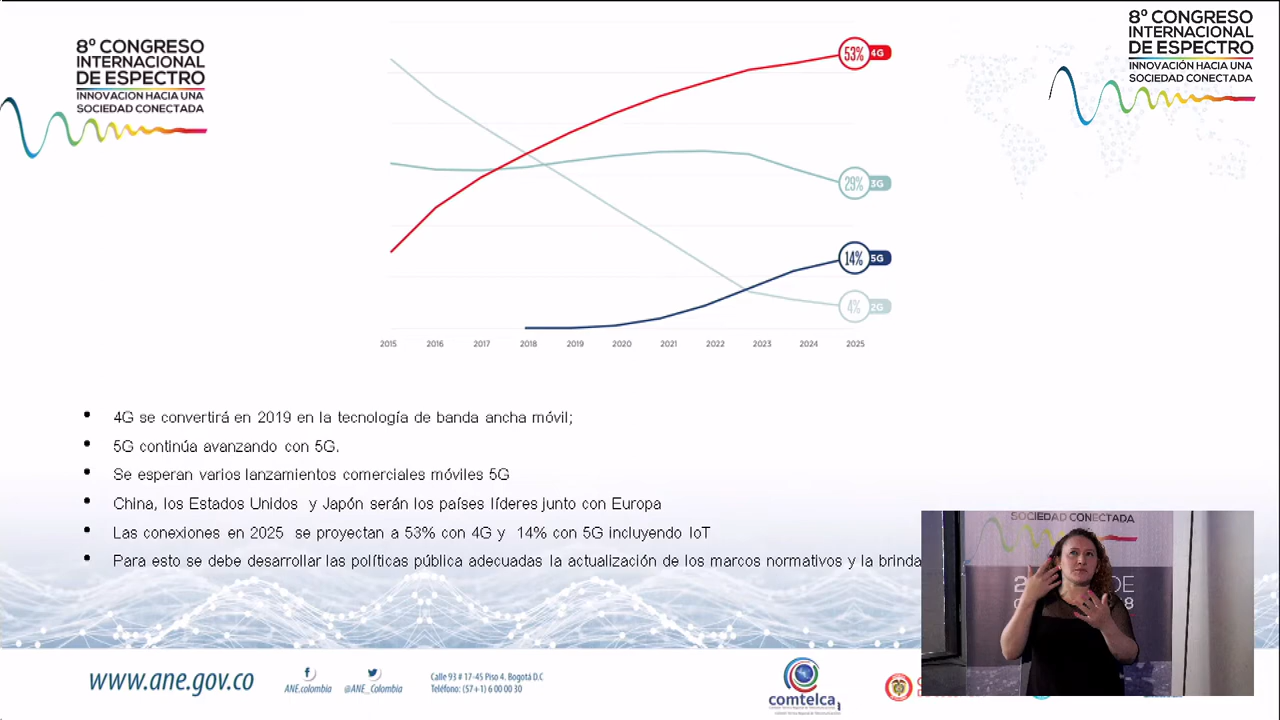 8º CONGRESO
INTERNACIONAL
DE ESPECTRO
INNOVACION HACIA UNA
SOCIEDAD CONECTADA
8º CONGRESO
INTERNACIONAL
DE ESPECTRO
INNOVACIÓN HACIA UNA
SOCIEDAD CONECTADA
53% 4G
29% 3G
14% 5G
4% 2G
2015 2016 2017 2018 2019 2020 2021 2022 2023 2024 2025
• 4G se convertirá en 2019 en la tecnología de banda ancha móvil;
• 5G continúa avanzando con 5G.
• Se esperan varios lanzamientos comerciales móviles 5G
• China, los Estados Unidos y Japón serán los países líderes junto con Europa
• Las conexiones en 2025 se proyectan a 53% con 4G y 14% con 5G incluyendo IoT
• Para esto se debe desarrollar las políticas pública adecuadas la actualización de los marcos normativos y la brinda
SOCIEDAD CONECTADA
DE
8
www.ane.gov.co
ANE.colombia
@ANE_Colombia
Calle 93 # 17-45 Piso 4. Bogotá D.C
Teléfono: (57+1) 6 00 00 30
comtelca